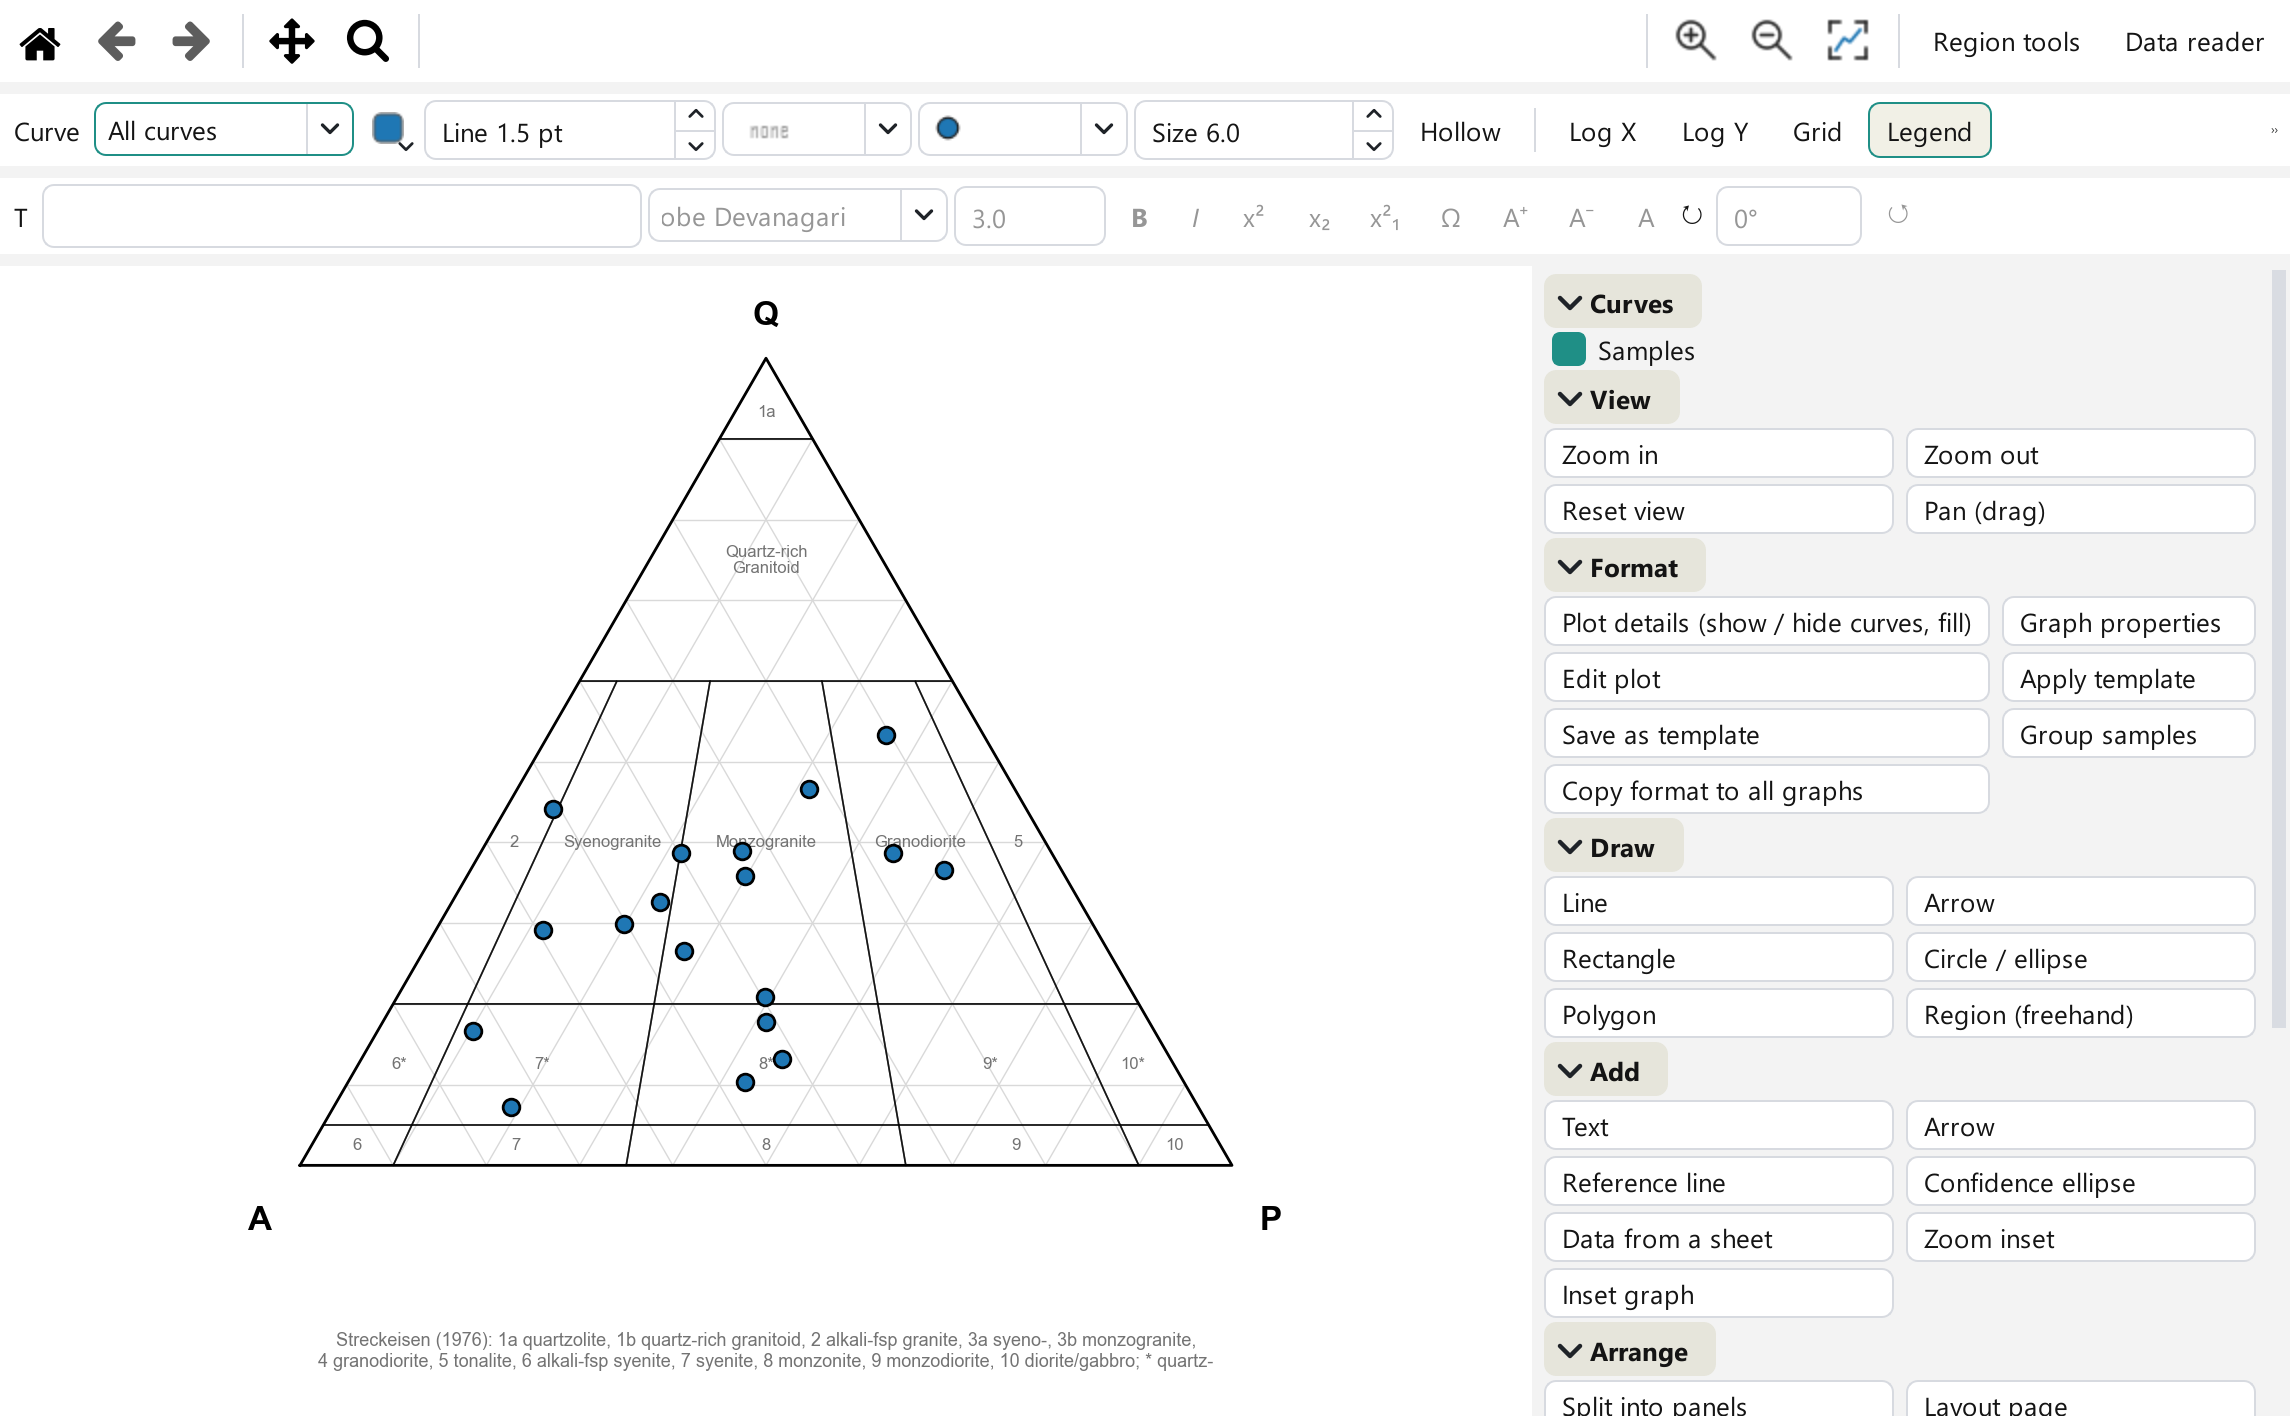 Region tools Data reader
Curve All curves Line 1.5 pt none Size 6.0 Hollow Log X Log Y Grid Legend »
T obe Devanagari 3.0 B I x² x₂ x²₁ Ω A⁺ A⁻ A 0°
Q
1a
Quartz-rich
Granitoid
2 Syenogranite Monzogranite Granodiorite 5
6* 7* 8* 9* 10*
6 7 8 9 10
A P
Streckeisen (1976): 1a quartzolite, 1b quartz-rich granitoid, 2 alkali-fsp granite, 3a syeno-, 3b monzogranite,
4 granodiorite, 5 tonalite, 6 alkali-fsp syenite, 7 syenite, 8 monzonite, 9 monzodiorite, 10 diorite/gabbro; * quartz-
Curves
Samples
View
Zoom in Zoom out
Reset view Pan (drag)
Format
Plot details (show / hide curves, fill) Graph properties
Edit plot Apply template
Save as template Group samples
Copy format to all graphs
Draw
Line Arrow
Rectangle Circle / ellipse
Polygon Region (freehand)
Add
Text Arrow
Reference line Confidence ellipse
Data from a sheet Zoom inset
Inset graph
Arrange
Split into panels Layout page